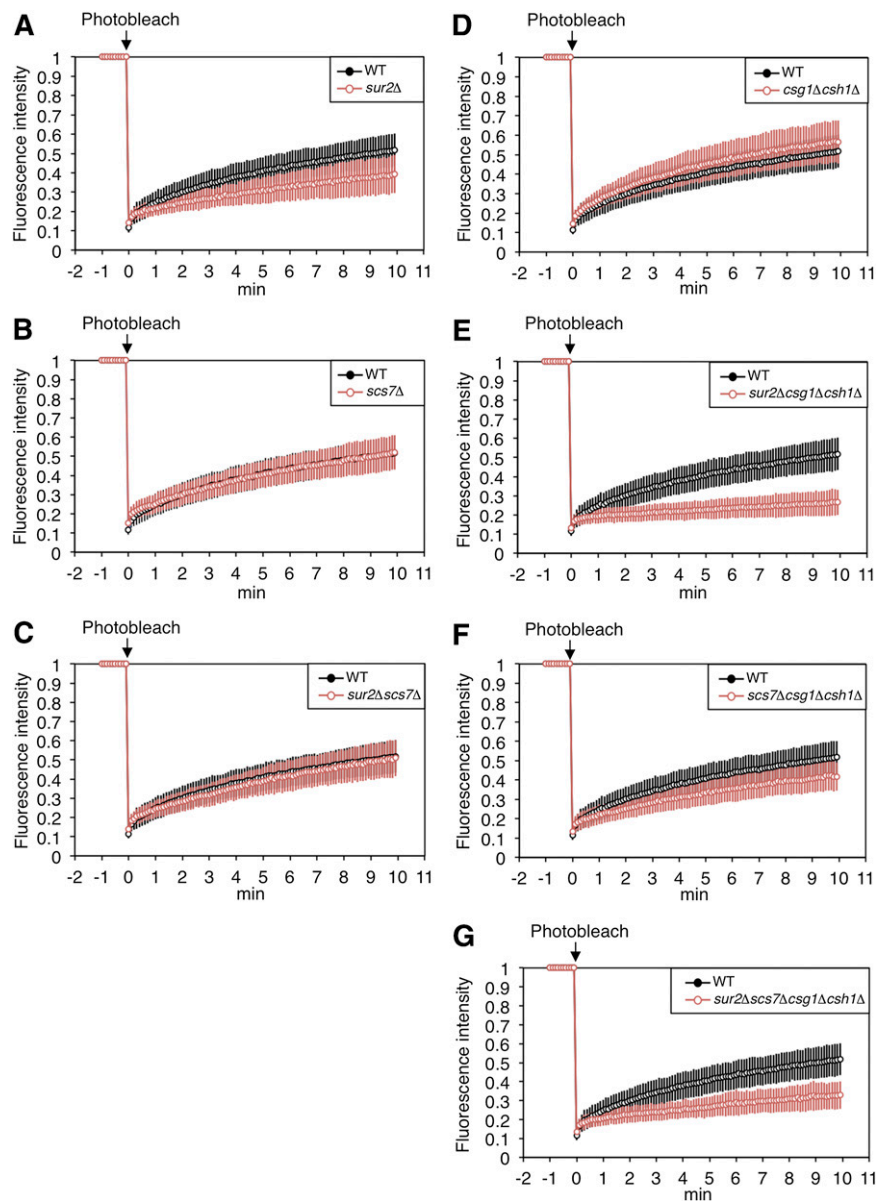 A
Photobleach
Fluorescence intensity
1
0.9
0.8
0.7
0.6
0.5
0.4
0.3
0.2
0.1
0
WT
sur2Δ
-2 -1 0 1 2 3 4 5 6 7 8 9 10 11
min
B
Photobleach
Fluorescence intensity
1
0.9
0.8
0.7
0.6
0.5
0.4
0.3
0.2
0.1
0
WT
scs7Δ
-2 -1 0 1 2 3 4 5 6 7 8 9 10 11
min
C
Photobleach
Fluorescence intensity
1
0.9
0.8
0.7
0.6
0.5
0.4
0.3
0.2
0.1
0
WT
sur2Δscs7Δ
-2 -1 0 1 2 3 4 5 6 7 8 9 10 11
min
D
Photobleach
Fluorescence intensity
1
0.9
0.8
0.7
0.6
0.5
0.4
0.3
0.2
0.1
0
WT
csg1Δcsh1Δ
-2 -1 0 1 2 3 4 5 6 7 8 9 10 11
min
E
Photobleach
Fluorescence intensity
1
0.9
0.8
0.7
0.6
0.5
0.4
0.3
0.2
0.1
0
WT
sur2Δcsg1Δcsh1Δ
-2 -1 0 1 2 3 4 5 6 7 8 9 10 11
min
F
Photobleach
Fluorescence intensity
1
0.9
0.8
0.7
0.6
0.5
0.4
0.3
0.2
0.1
0
WT
scs7Δcsg1Δcsh1Δ
-2 -1 0 1 2 3 4 5 6 7 8 9 10 11
min
G
Photobleach
Fluorescence intensity
1
0.9
0.8
0.7
0.6
0.5
0.4
0.3
0.2
0.1
0
WT
sur2Δscs7Δcsg1Δcsh1Δ
-2 -1 0 1 2 3 4 5 6 7 8 9 10 11
min